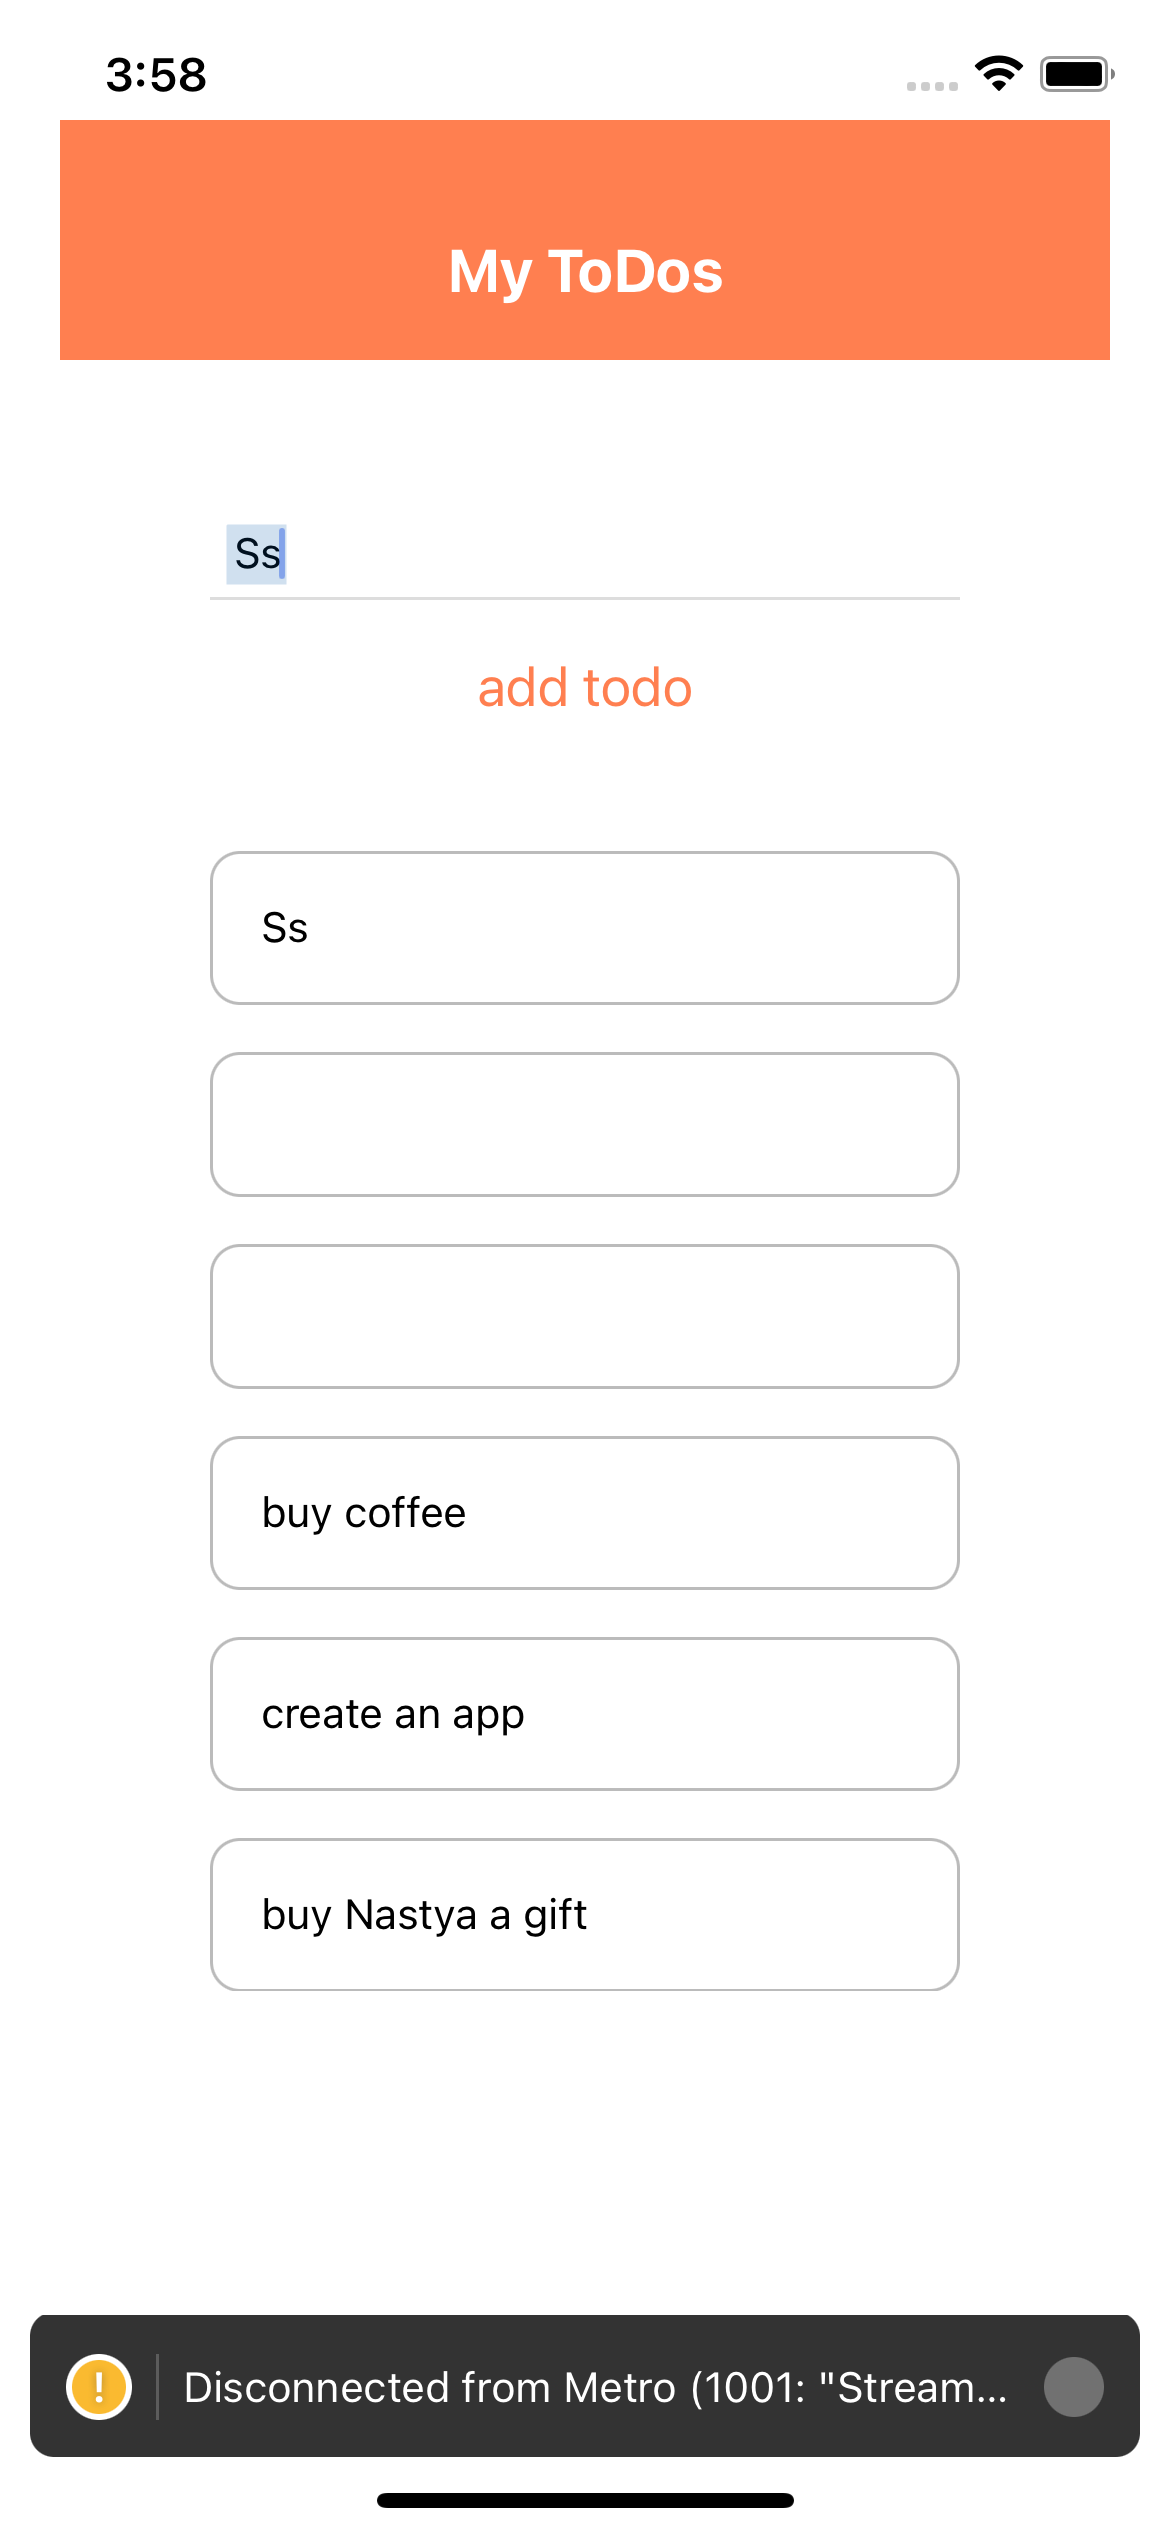 3:58
My ToDos
Ss
add todo
Ss
buy coffee
create an app
buy Nastya a gift
! Disconnected from Metro (1001: "Stream...